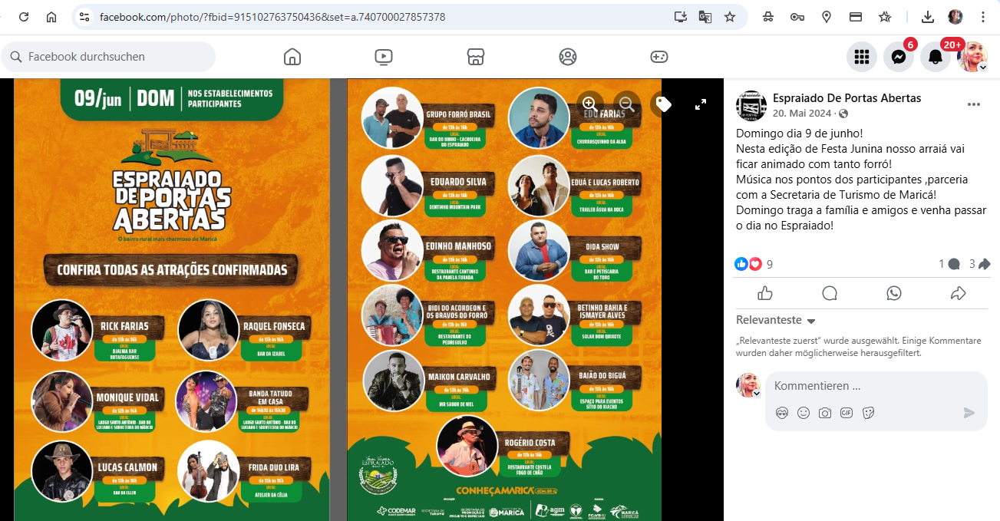 facebook.com/photo/?fbid=915102763750436&set=a.740700027857378
Facebook durchsuchen
6
20+
09/jun DOM NOS ESTABELECIMENTOS
PARTICIPANTES
ESPRAIADO
DE PORTAS
ABERTAS
O bairro rural mais charmoso de Maricá
CONFIRA TODAS AS ATRAÇÕES CONFIRMADAS
RICK FARIAS
de 13h às 16h
LOCAL:
DJALMA BAR
BOTAFOGUENSE
RAQUEL FONSECA
de 13h às 16h
LOCAL:
BAR DA IZABEL
MONIQUE VIDAL
de 12h às 14h
LOCAL:
LARGO SANTO ANTÔNIO - BAR DO
LUCIANO E SORVETERIA DO MÁRCIO
BANDA TATUDO
EM CASA
de 14h30 às 16h30
LOCAL:
LARGO SANTO ANTÔNIO - BAR DO
LUCIANO E SORVETERIA DO MÁRCIO
LUCAS CALMON
de 13h às 16h
LOCAL:
BAR DO ELIER
FRIDA DUO LIRA
de 13h às 16h
LOCAL:
ATELIER DA CÉLIA
GRUPO FORRÓ BRASIL
de 13h às 16h
LOCAL:
BAR DO DINHO - CACHOEIRA
DO ESPRAIADO
EDU FARIAS
de 13h às 16h
LOCAL:
CHURRASQUINHO DA ALBA
EDUARDO SILVA
de 13h às 16h
LOCAL:
DENTINHO MOUNTAIN PARK
EDUÁ E LUCAS ROBERTO
de 13h às 16h
LOCAL:
TRAILER ÁGUA NA BOCA
EDINHO MANHOSO
de 13h às 16h
LOCAL:
RESTAURANTE CANTINHO
DA PANELA FURADA
DIDA SHOW
de 13h às 16h
LOCAL:
BAR E PETISCARIA
DO TORO
BIDI DO ACORDEON E
OS BRAVOS DO FORRÓ
de 13h às 16h
LOCAL:
RESTAURANTE DO
PEDREGULHO
BETINHO BAHIA E
ISMAYER ALVES
de 13h às 16h
LOCAL:
SOLAR DOM QUIXOTE
MAIKON CARVALHO
de 13h às 16h
LOCAL:
MR SABOR DE MEL
BAIÃO DO BIGUÁ
de 13h às 16h
LOCAL:
ESPAÇO PARA EVENTOS
SÍTIO DO RIACHO
ROGÉRIO COSTA
de 13h às 16h
LOCAL:
RESTAURANTE COSTELA
FOGO DE CHÃO
Vem Viver
ESPRAIADO
CONHEÇAMARICÁ.COM.BR
CODEMAR
SECRETARIA DE
TURISMO
SECRETARIA DE
PROMOÇÃO E
PROJETOS ESPECIAIS
PREFEITURA DE
MARICÁ
agm
MARICÁ
Espraiado De Portas Abertas
20. Mai 2024 ·
Domingo dia 9 de junho!
Nesta edição de Festa Junina nosso arraiá vai
ficar animado com tanto forró!
Música nos pontos dos participantes ,parceria
com a Secretaria de Turismo de Maricá!
Domingo traga a família e amigos e venha passar
o dia no Espraiado!
9
1
3
Relevanteste
„Relevanteste zuerst“ wurde ausgewählt. Einige Kommentare
wurden daher möglicherweise herausgefiltert.
Kommentieren ...
GIF